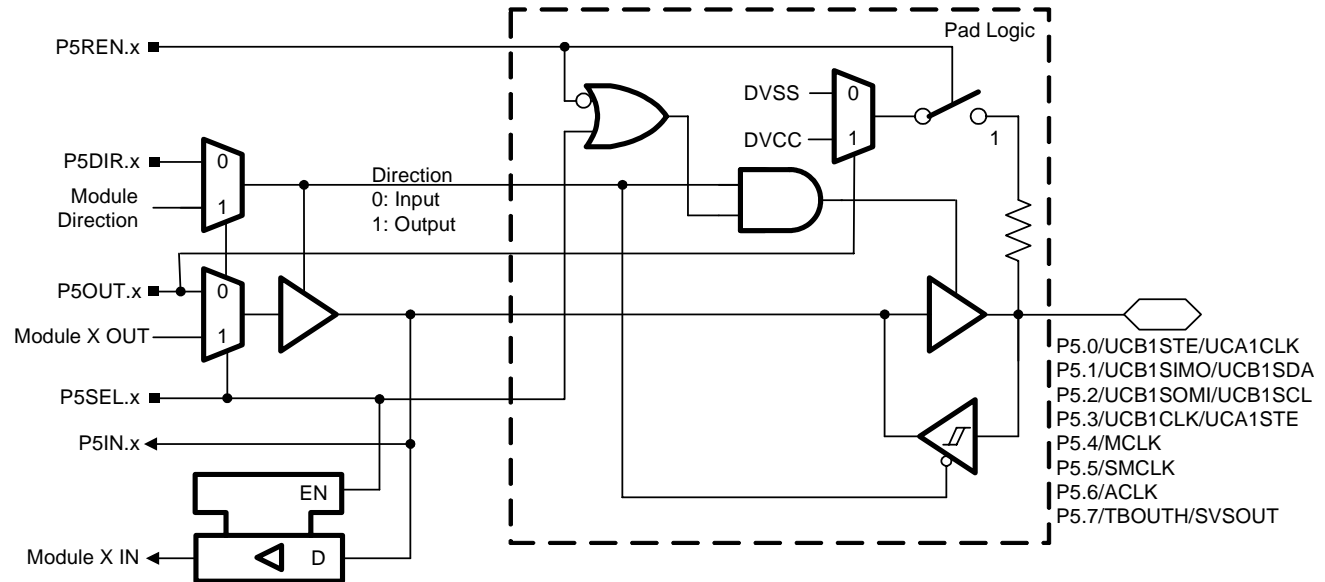 Pad Logic
P5REN.x
DVSS
0
DVCC
1
1
P5DIR.x
0
Module
Direction
1
Direction
0: Input
1: Output
P5OUT.x
0
Module X OUT
1
P5.0/UCB1STE/UCA1CLK
P5.1/UCB1SIMO/UCB1SDA
P5.2/UCB1SOMI/UCB1SCL
P5.3/UCB1CLK/UCA1STE
P5.4/MCLK
P5.5/SMCLK
P5.6/ACLK
P5.7/TBOUTH/SVSOUT
P5SEL.x
P5IN.x
EN
Module X IN
D